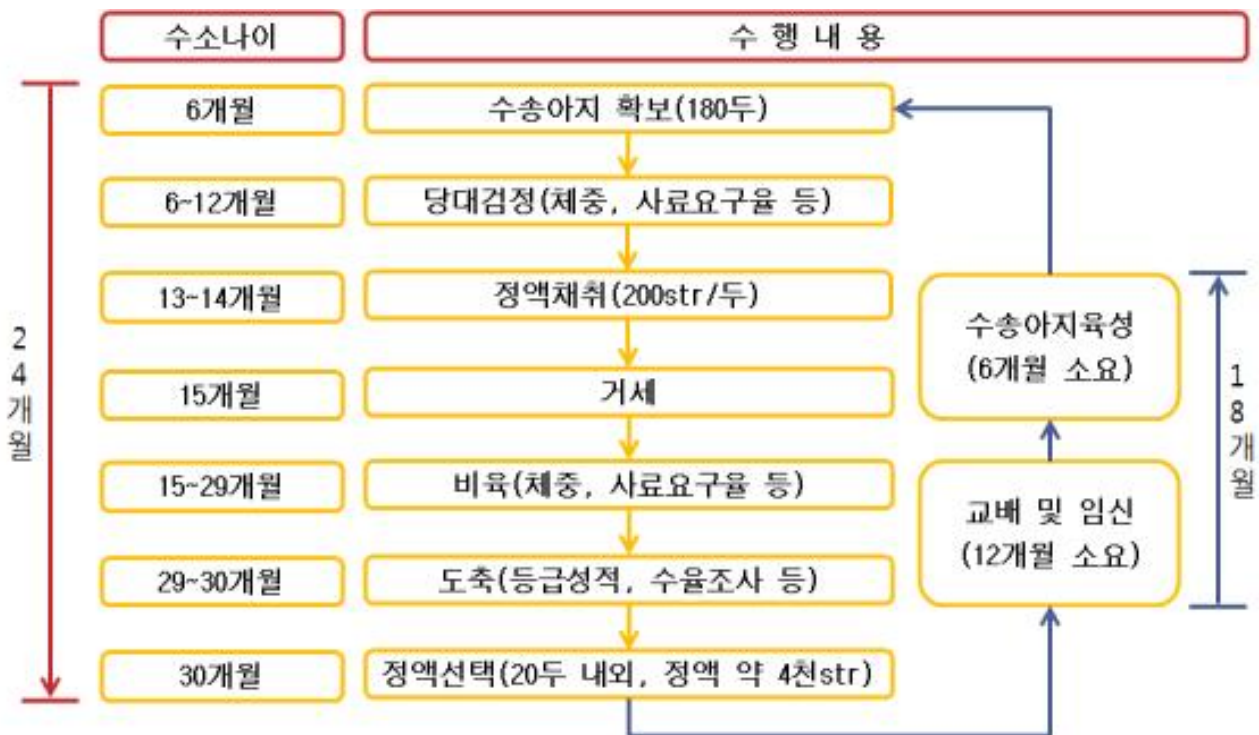 수소나이
수 행 내 용
6개월
수송아지 확보(180두)
6~12개월
당대검정(체중, 사료요구율 등)
13~14개월
정액채취(200str/두)
15개월
거세
15~29개월
비육(체중, 사료요구율 등)
29~30개월
도축(등급성적, 수율조사 등)
30개월
정액선택(20두 내외, 정액 약 4천str)
24개월
수송아지육성
(6개월 소요)
교배 및 임신
(12개월 소요)
18개월